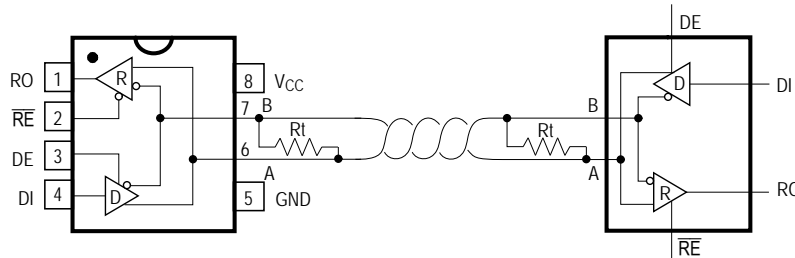 DE
RO 1 R 8 VCC
RE 2 7 B Rt B Rt D DI
DE 3 6 A A
DI 4 D 5 GND R RO
RE